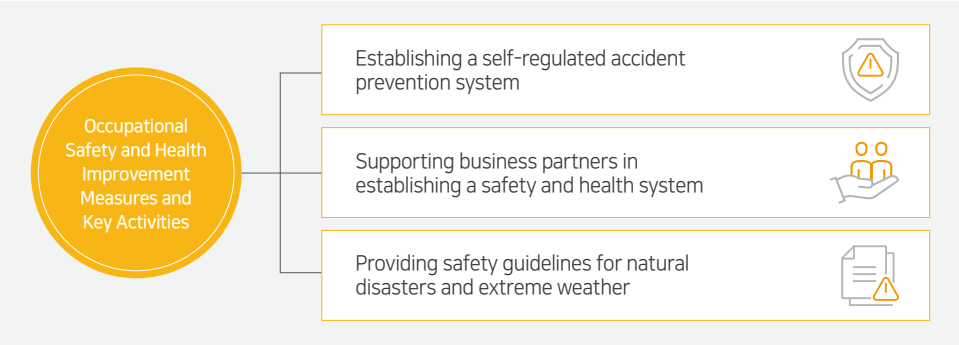 Occupational
Safety and Health
Improvement
Measures and
Key Activities
Establishing a self-regulated accident
prevention system
Supporting business partners in
establishing a safety and health system
Providing safety guidelines for natural
disasters and extreme weather